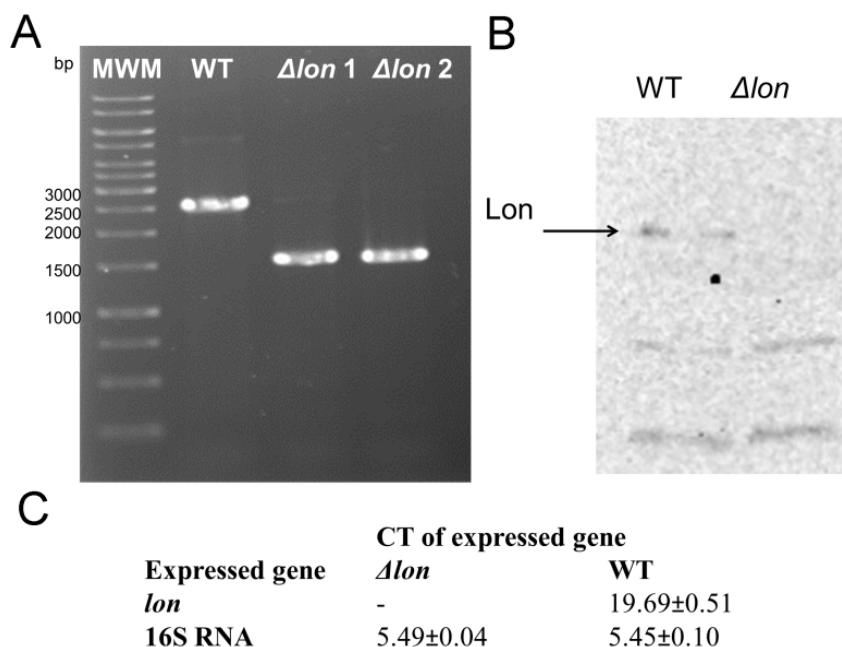 A
bp
MWM WT Δlon 1 Δlon 2
3000
2500
2000
1500
1000
B
WT Δlon
Lon
C
CT of expressed gene
Expressed gene Δlon WT
lon - 19.69±0.51
16S RNA 5.49±0.04 5.45±0.10